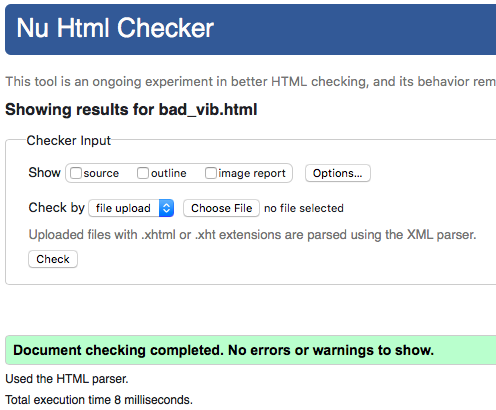 Nu Html Checker
This tool is an ongoing experiment in better HTML checking, and its behavior rem
Showing results for bad_vib.html
Checker Input
Show source outline image report Options...
Check by file upload Choose File no file selected
Uploaded files with .xhtml or .xht extensions are parsed using the XML parser.
Check
Document checking completed. No errors or warnings to show.
Used the HTML parser.
Total execution time 8 milliseconds.